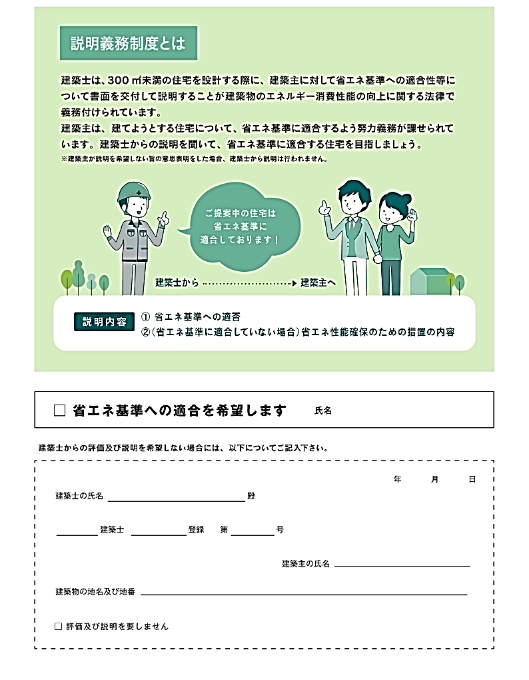 説明義務制度とは
建築士は、300 ㎡未満の住宅を設計する際に、建築主に対して省エネ基準への適合性等に
ついて書面を交付して説明することが建築物のエネルギー消費性能の向上に関する法律で
義務付けられています。
建築主は、建てようとする住宅について、省エネ基準に適合するよう努力義務が課せられて
います。建築士からの説明を聞いて、省エネ基準に適合する住宅を目指しましょう。
※建築主が説明を希望しない旨の意思表明をした場合、建築士から説明は行われません。
ご提案中の住宅は
省エネ基準に
適合しております！
建築士から
建築主へ
説明内容
① 省エネ基準への適否
②（省エネ基準に適合していない場合）省エネ性能確保のための措置の内容
□ 省エネ基準への適合を希望します 氏名
建築士からの評価及び説明を希望しない場合には、以下についてご記入下さい。
年 月 日
建築士の氏名 殿
建築士 登録 第 号
建築主の氏名
建築物の地名及び地番
□ 評価及び説明を要しません